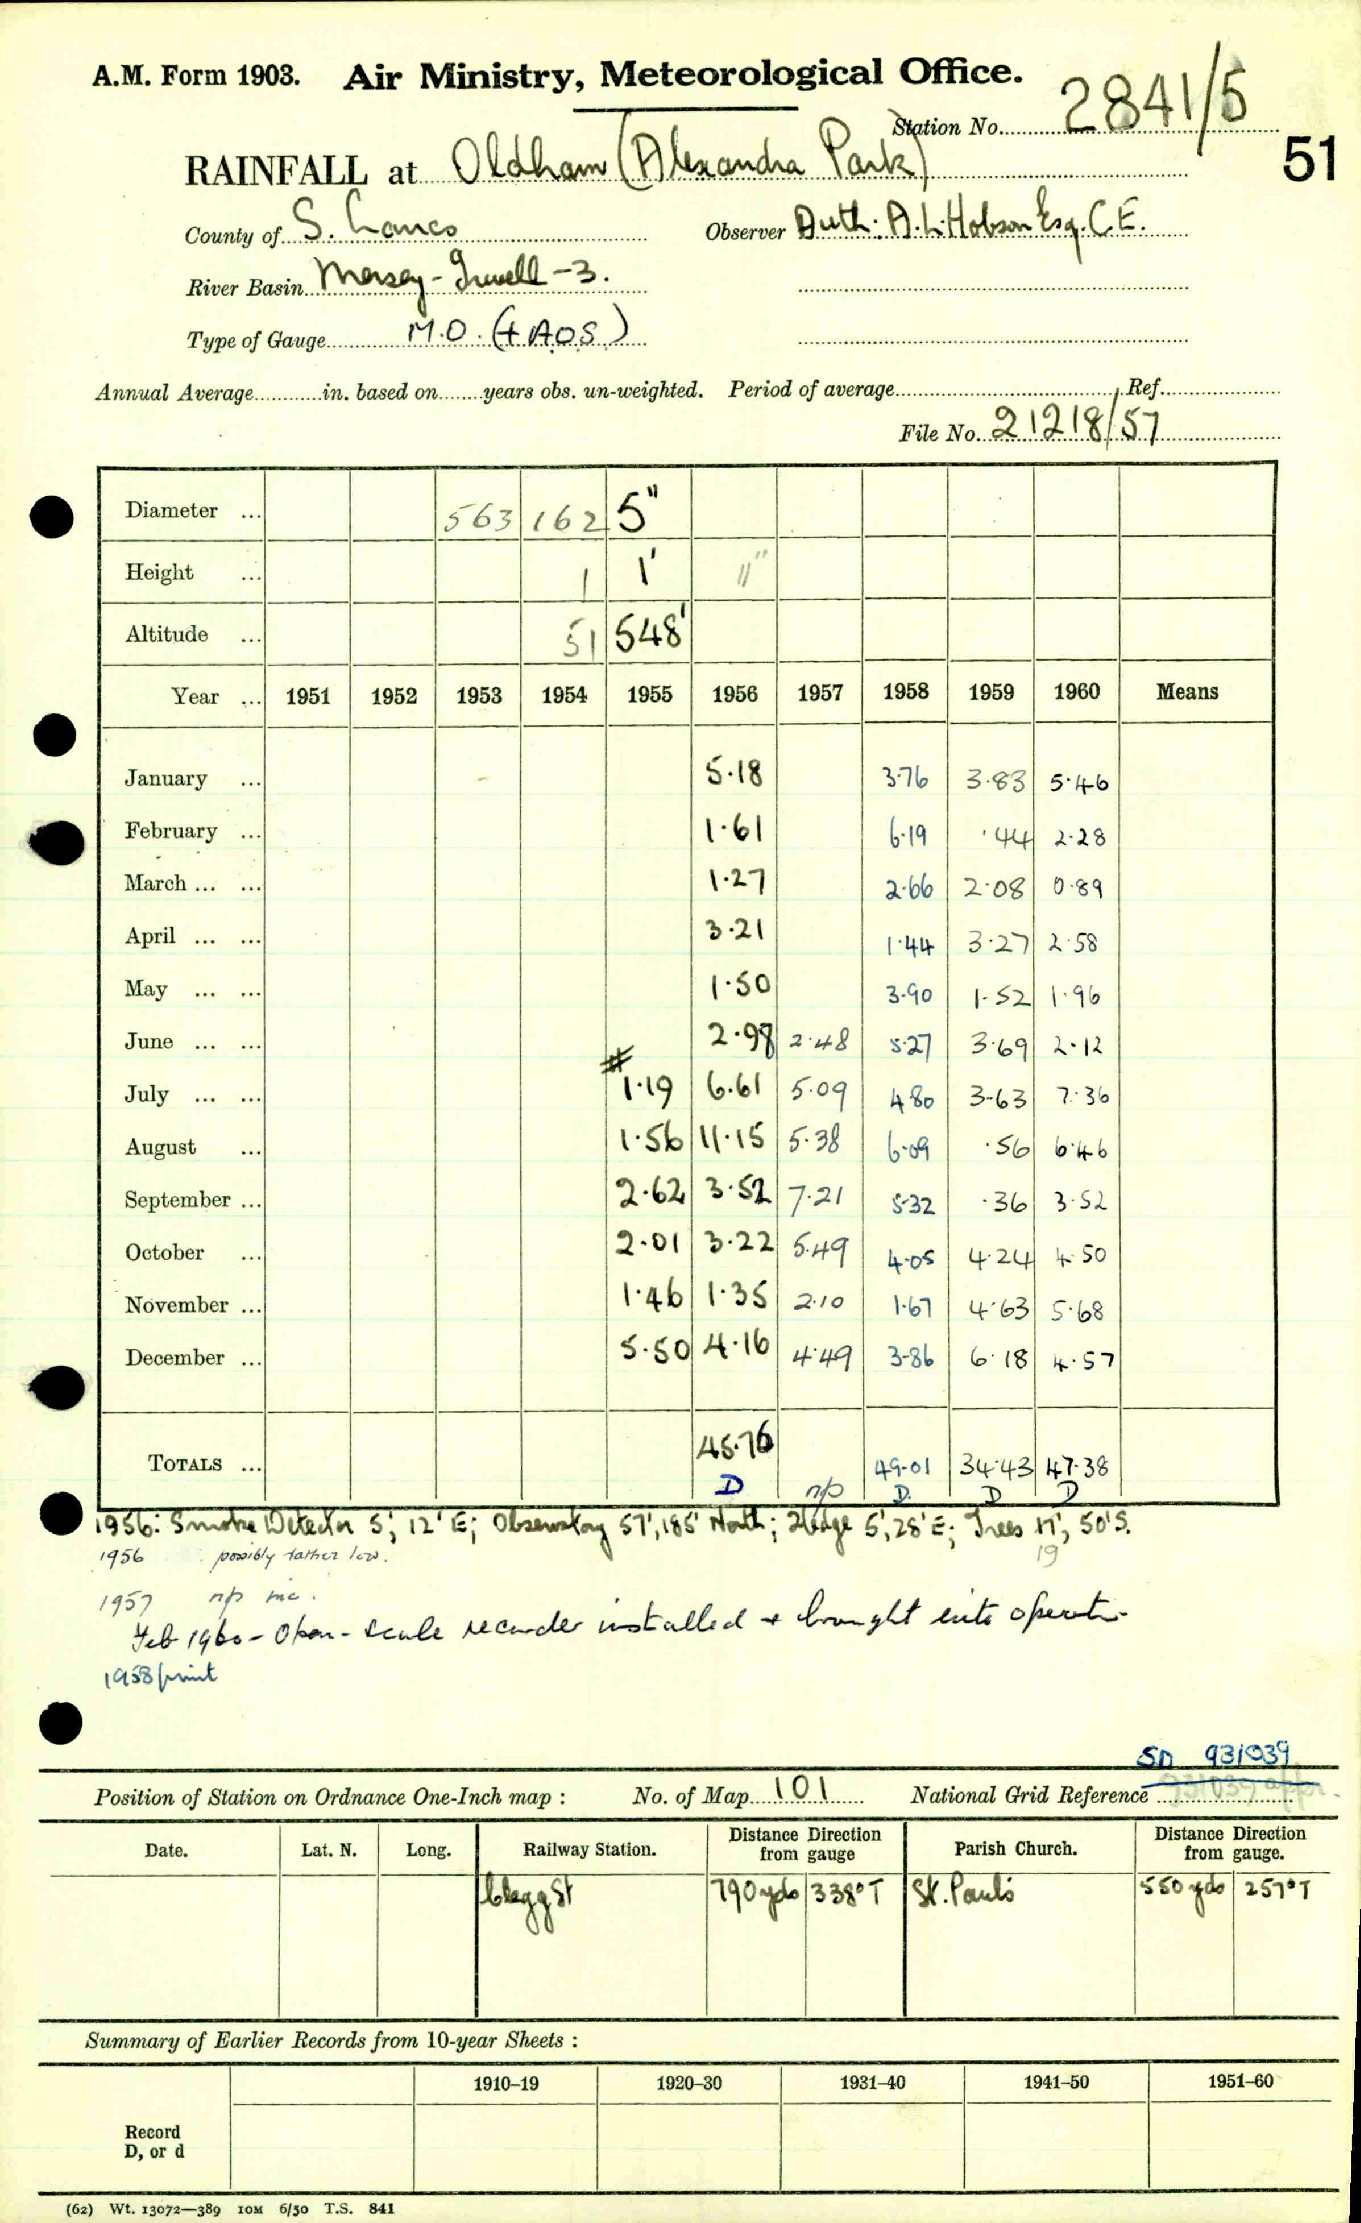 A.M. Form 1903. Air Ministry, Meteorological Office.
Station No. 2841/5
51
RAINFALL at Oldham (Alexandra Park)
County of S. Lancs Observer Auth: A.L. Hobson Esq. C.E.
River Basin Mersey-Irwell-3.
Type of Gauge M.O. (+ A.O.S)
Annual Average in. based on years obs. un-weighted. Period of average , Ref.
File No. 21218/57
Diameter ... 563 162 5"
Height ... 1 1' 11"
Altitude ... 51 548'
Year ... 1951 1952 1953 1954 1955 1956 1957 1958 1959 1960 Means
January ... 5·18 3·76 3·83 5·46
February ... 1·61 6·19 ·44 2·28
March ... ... 1·27 2·66 2·08 0·89
April ... ... 3·21 1·44 3·27 2·58
May ... ... 1·50 3·90 1·52 1·96
June ... ... 2·98 2·48 5·27 3·69 2·12
July ... ... # 1·19 6·61 5·09 4·80 3·63 7·36
August ... 1·56 11·15 5·38 6·09 ·56 6·46
September ... 2·62 3·52 7·21 5·32 ·36 3·52
October ... 2·01 3·22 5·49 4·05 4·24 4·50
November ... 1·46 1·35 2·10 1·67 4·63 5·68
December ... 5·50 4·16 4·49 3·86 6·18 4·57
TOTALS ... 45·76 49·01 34·43 47·38
D np D. D D
1956: Smoke Detector 5', 12' E; Observatory 57', 185' North; Hedge 5', 28' E; Trees 17', 50' S.
19
1956 possibly rather low.
1957 np inc.
Feb 1960 - Open-scale recorder installed & brought into operatn
1958 print
SD 931039
Position of Station on Ordnance One-Inch map : No. of Map 101 National Grid Reference 931039 appr.
Date. Lat. N. Long. Railway Station. Distance from gauge Direction Parish Church. Distance from gauge. Direction
Clegg St 790 yds 338° T St. Paul's 550 yds 257° T
Summary of Earlier Records from 10-year Sheets :
1910–19 1920–30 1931–40 1941–50 1951–60
Record
D, or d
(62) Wt. 13072—389 10M 6/50 T.S. 841